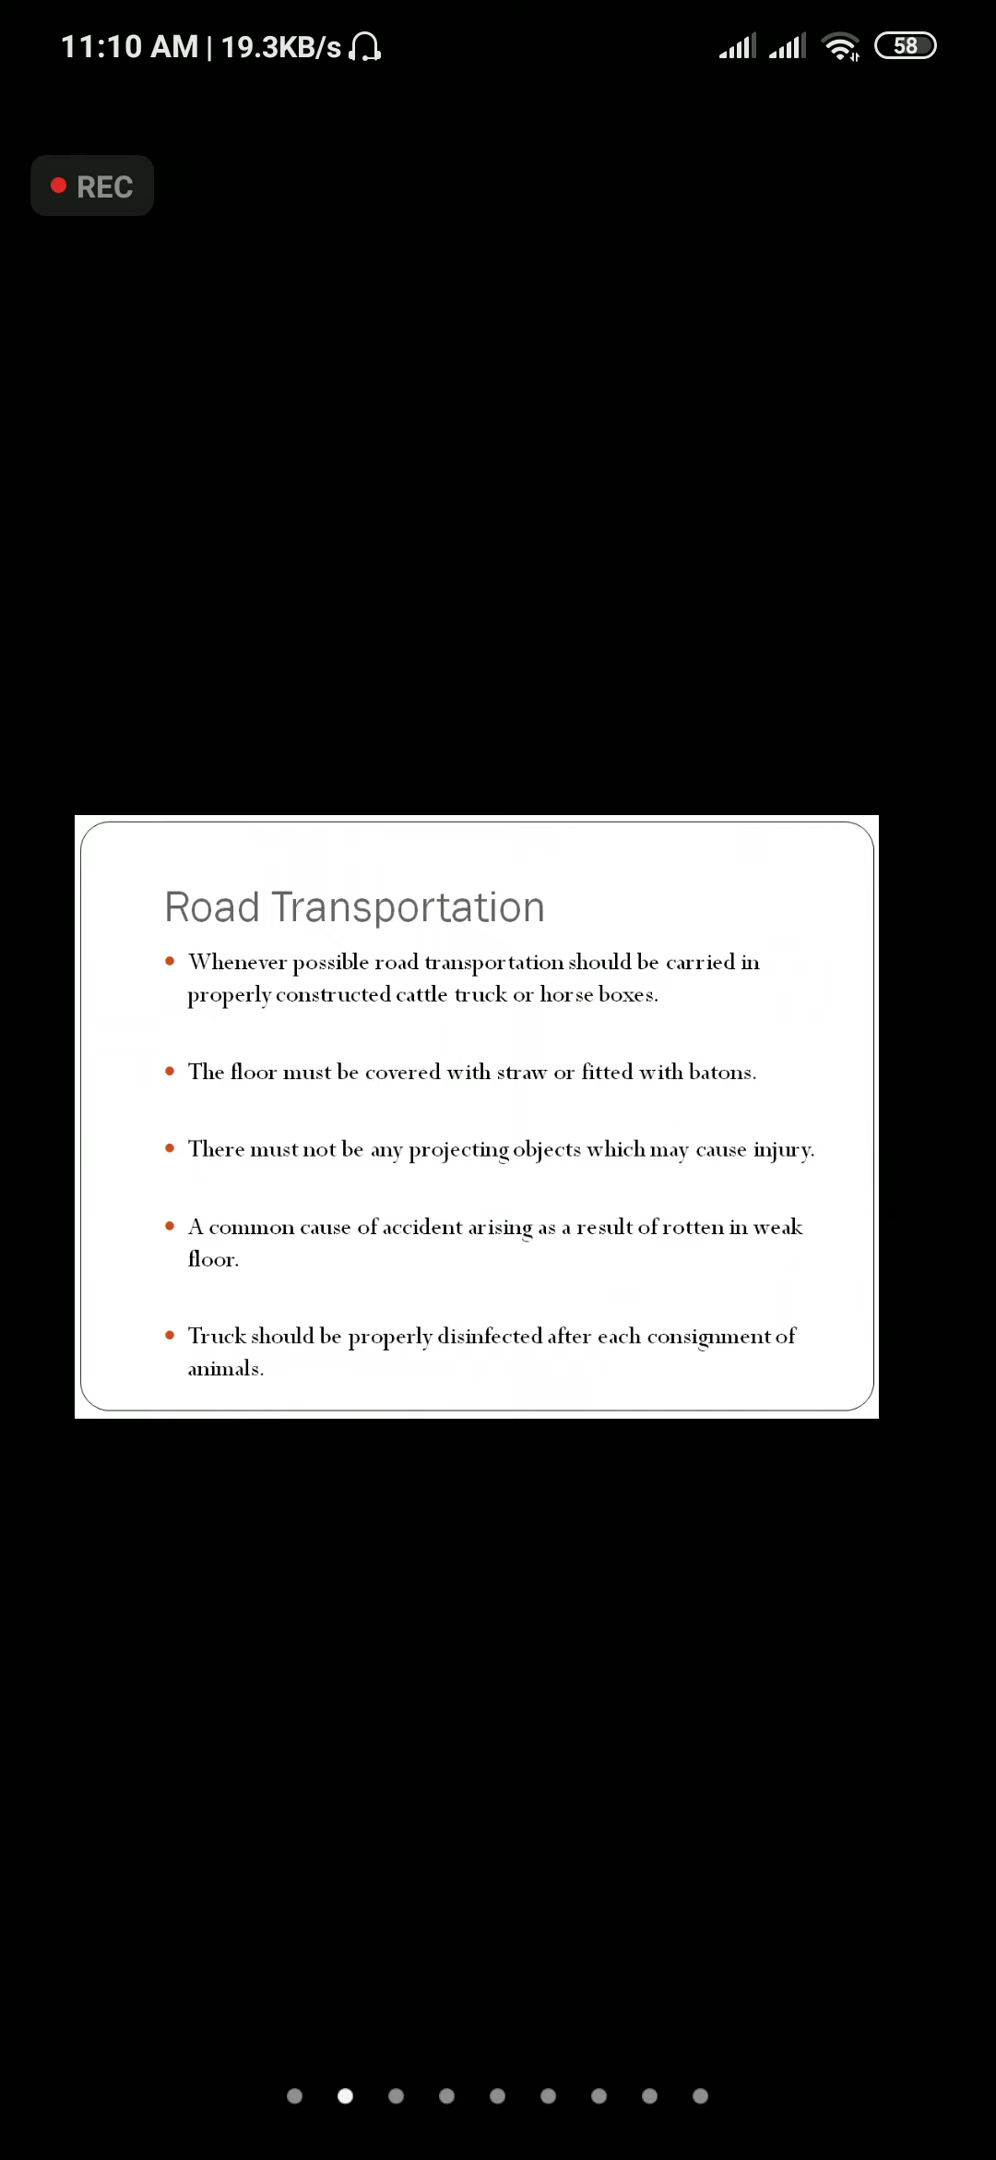 11:10 AM | 19.3KB/s
58
REC
Road Transportation
• Whenever possible road transportation should be carried in
properly constructed cattle truck or horse boxes.
• The floor must be covered with straw or fitted with batons.
• There must not be any projecting objects which may cause injury.
• A common cause of accident arising as a result of rotten in weak
floor.
• Truck should be properly disinfected after each consignment of
animals.